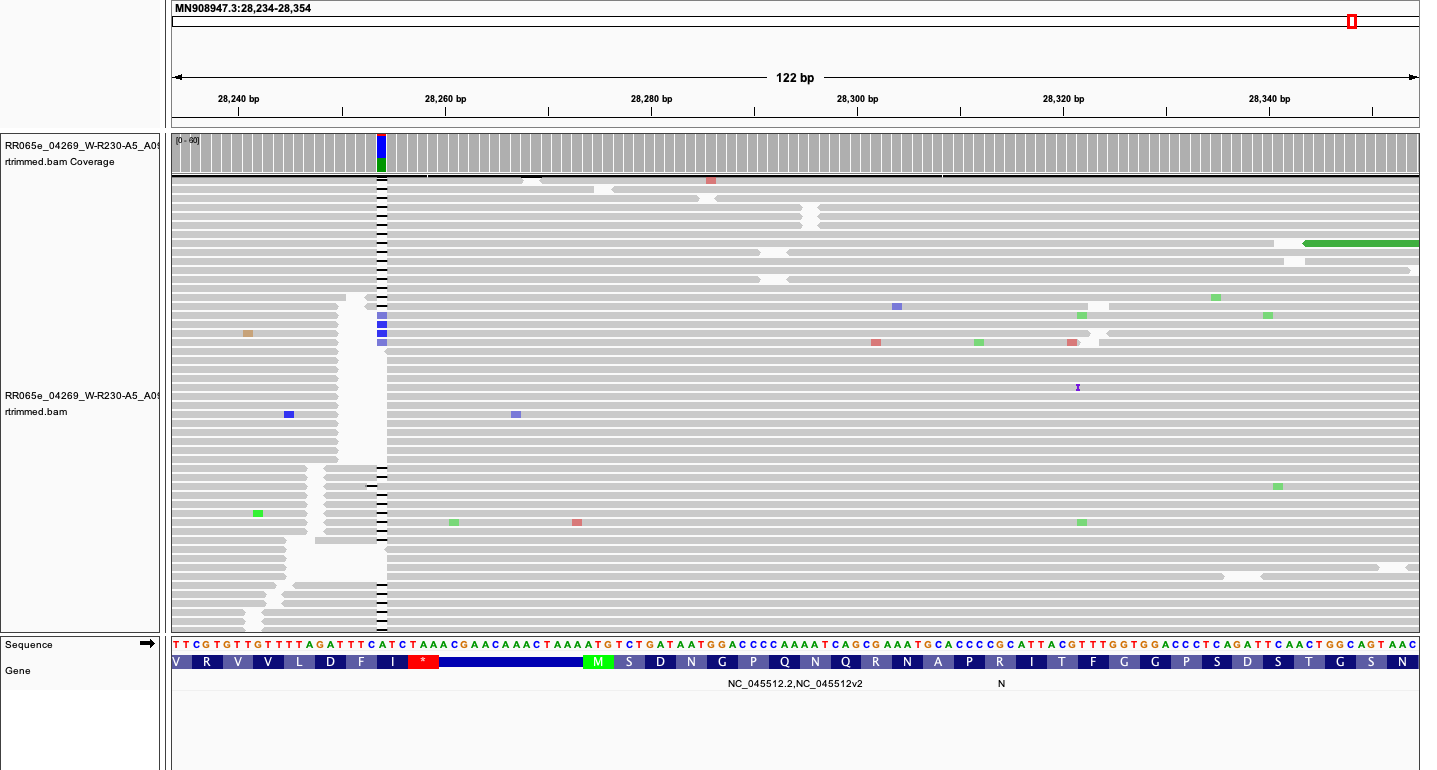 MN908947.3:28,234-28,354
122 bp
28,240 bp 28,260 bp 28,280 bp 28,300 bp 28,320 bp 28,340 bp
RR065e_04269_W-R230-A5_A09
rtrimmed.bam Coverage
[0 - 60]
RR065e_04269_W-R230-A5_A09
rtrimmed.bam
Sequence
TTCGTGTTGTTTTAGATTTCATCTAAACGAACAAACTAAAATGTCTGATAATGGACCCCAAAATCAGCGAAATGCACCCCGCATTACGTTTGGTGGACCCTCAGATTCAACTGGCAGTAAC
Gene
V R V V L D F I * M S D N G P Q N Q R N A P R I T F G G P S D S T G S N
NC_045512.2,NC_045512v2 N